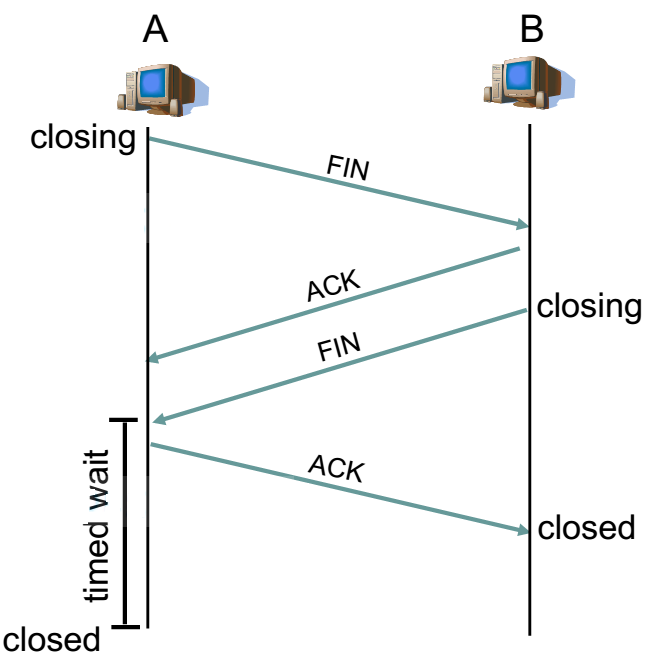 A
B
closing
FIN
ACK
closing
FIN
timed wait
ACK
closed
closed